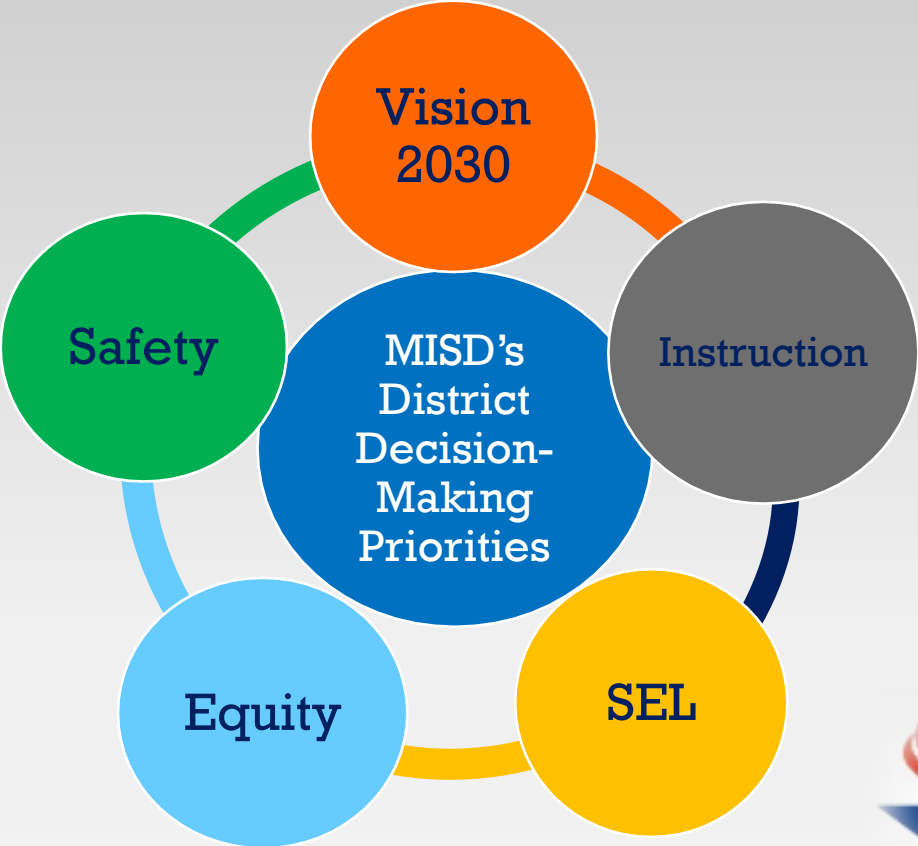 Vision
2030
Safety
MISD’s
District
Decision-
Making
Priorities
Instruction
Equity
SEL